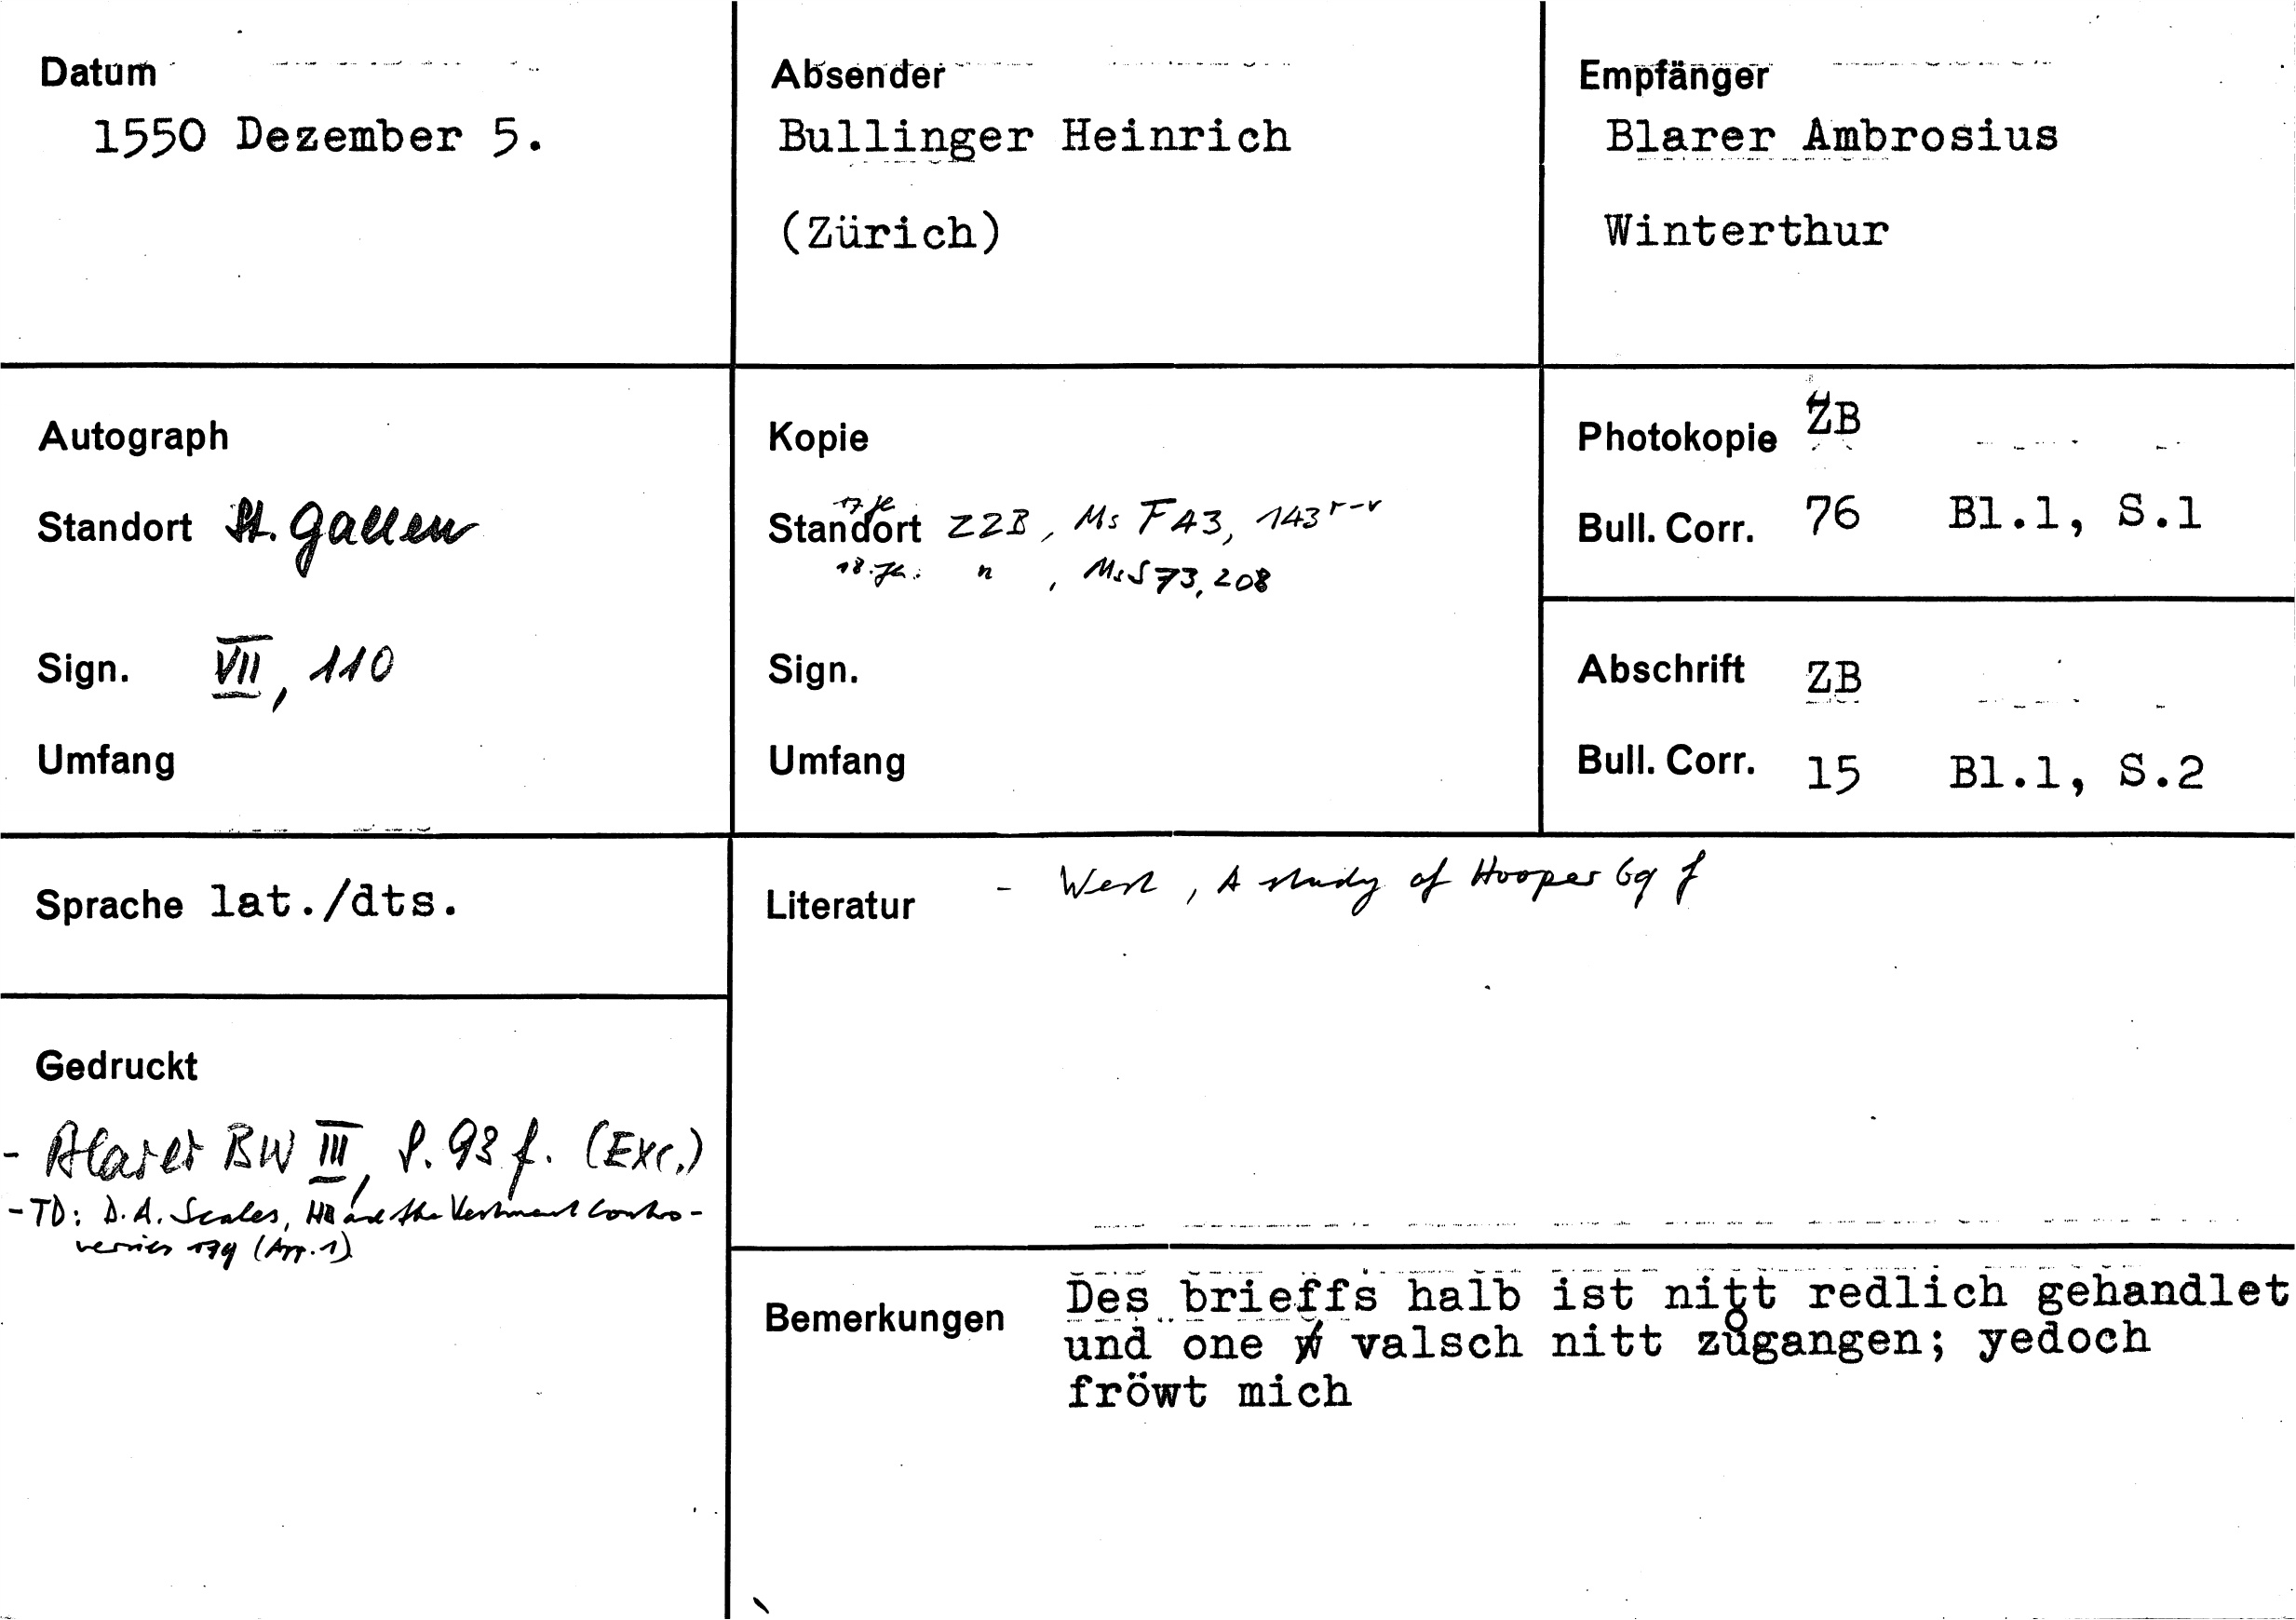 Datum
1550 Dezember 5.
Absender
Bullinger Heinrich
(Zürich)
Empfänger
Blarer Ambrosius
Winterthur
Autograph
Standort St. Gallen
Sign. VII, 110
Umfang
Kopie
17. Jh.
Standort ZZB, Ms F 43, 143 r-v
18. Jh. " , Ms S 73, 208
Sign.
Umfang
Photokopie ZB
Bull. Corr. 76 Bl.1, S.1
Abschrift ZB
Bull. Corr. 15 Bl.1, S.2
Sprache lat./dts.
Literatur - West, A study of Hooper 69 f
Gedruckt
- Blarer BW III, S. 93 f. (Exc.)
- TD: D.A. Scales, HB and the Vestment Contro-
versies 179 (App. 1)
Bemerkungen Des brieffs halb ist nitt redlich gehandlet
und one valsch nitt zůgangen; yedoch
fröwt mich